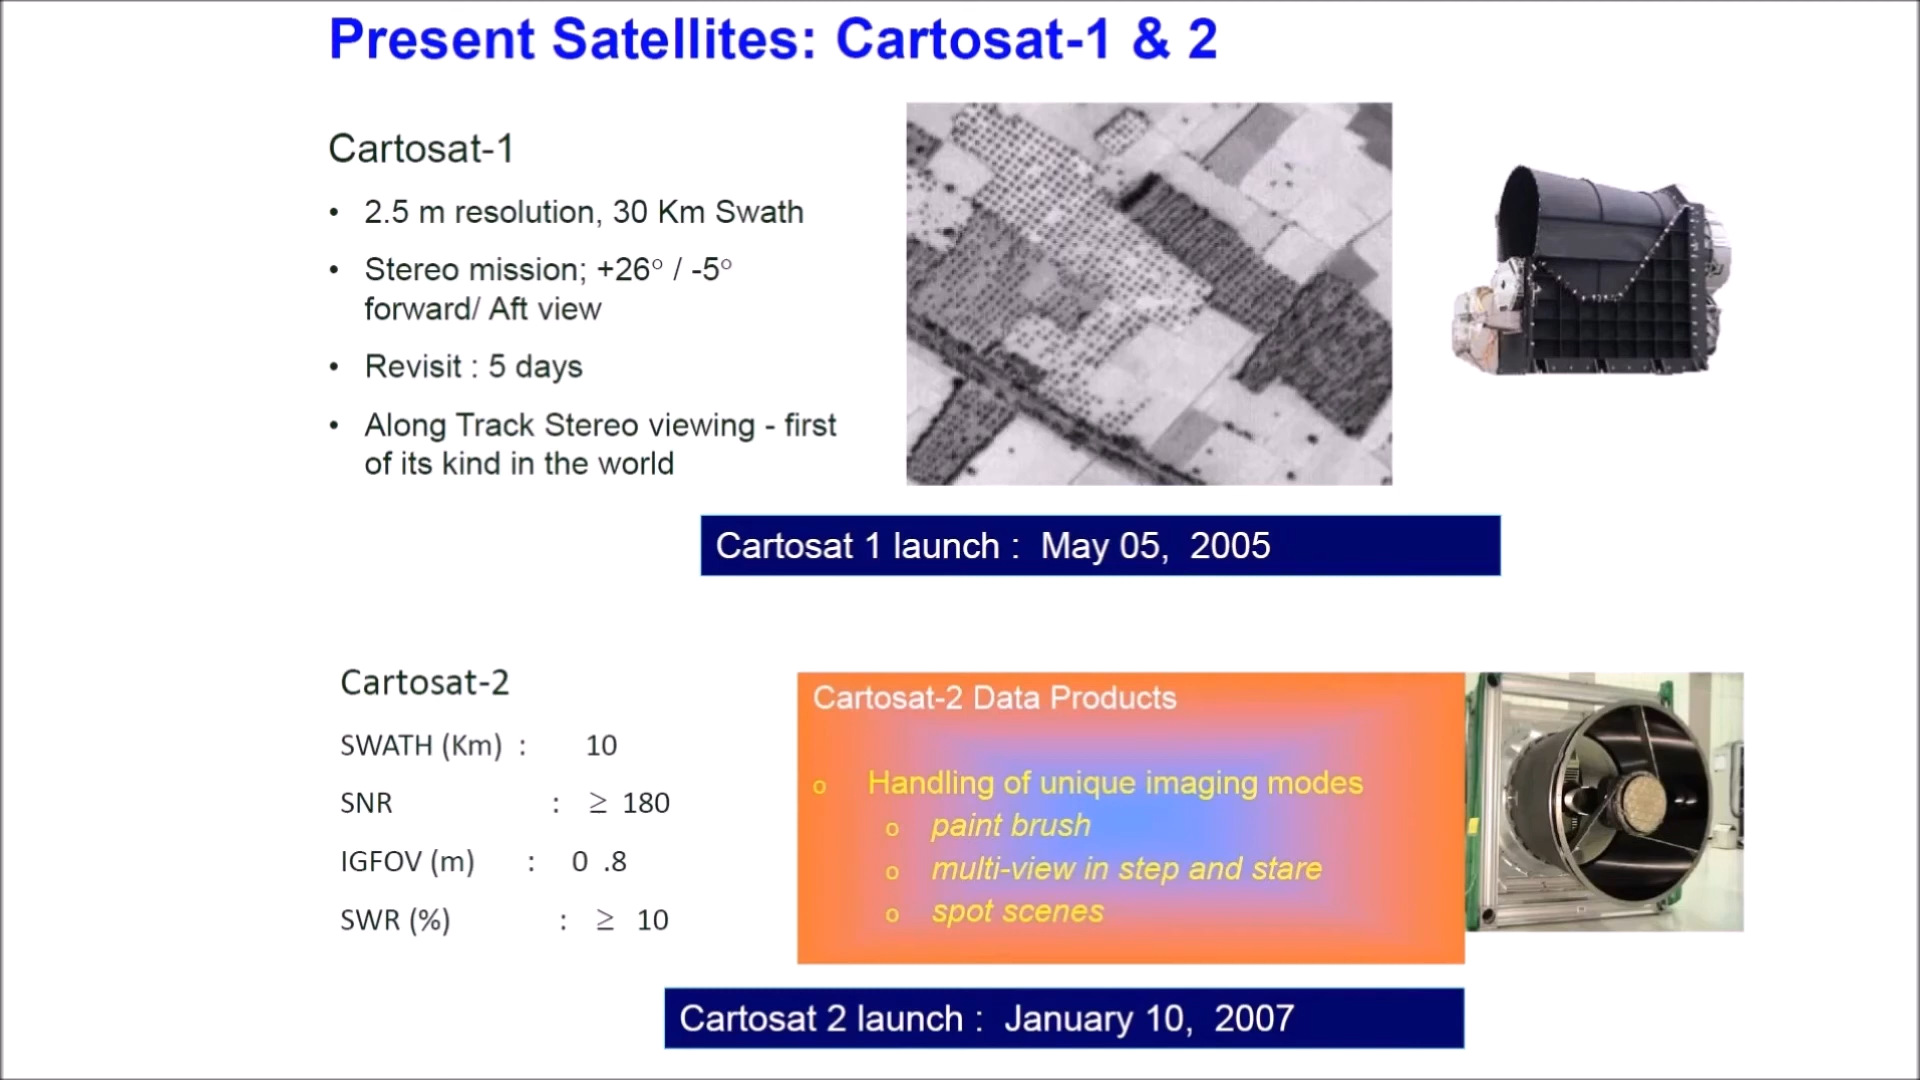 Present Satellites: Cartosat-1 & 2
Cartosat-1
• 2.5 m resolution, 30 Km Swath
• Stereo mission; +26° / -5°
forward/ Aft view
• Revisit : 5 days
• Along Track Stereo viewing - first
of its kind in the world
Cartosat 1 launch : May 05, 2005
Cartosat-2
SWATH (Km) : 10
SNR : ≥ 180
IGFOV (m) : 0 .8
SWR (%) : ≥ 10
Cartosat-2 Data Products
o Handling of unique imaging modes
o paint brush
o multi-view in step and stare
o spot scenes
Cartosat 2 launch : January 10, 2007